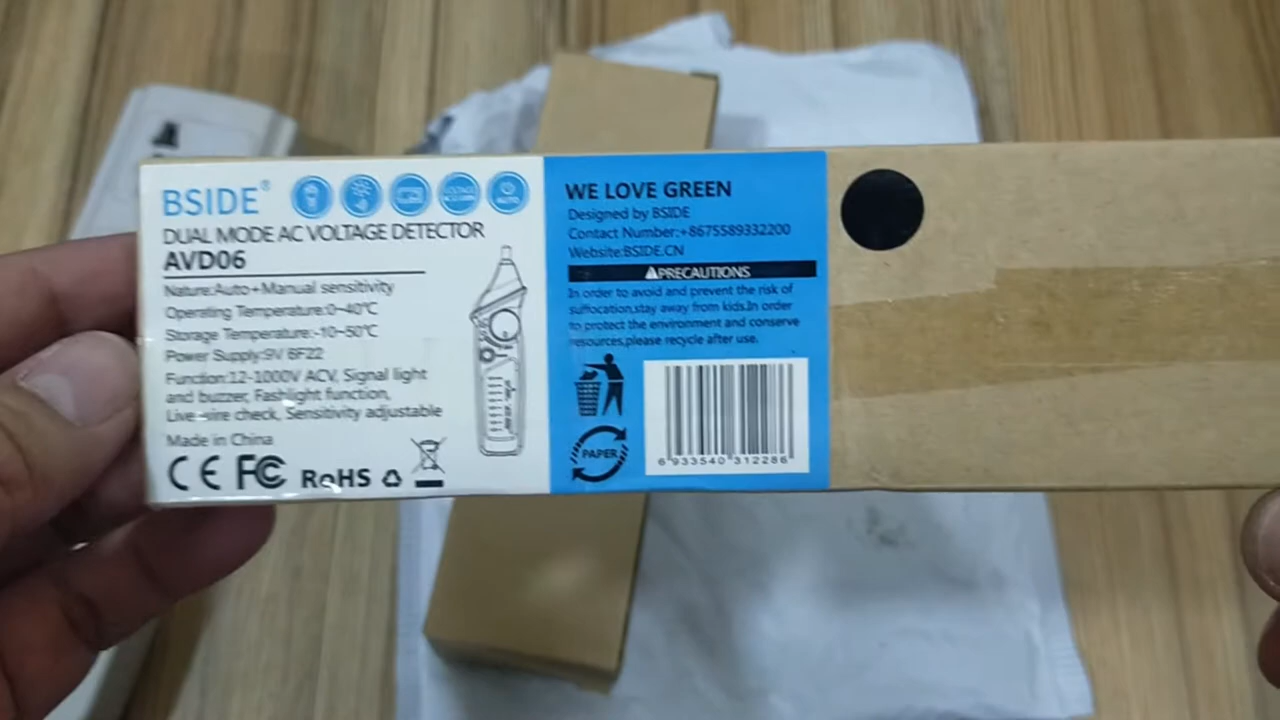 BSIDE®
DUAL MODE AC VOLTAGE DETECTOR
AVD06
Nature:Auto+Manual sensitivity
Operating Temperature:0~40℃
Storage Temperature:-10~50℃
Power Supply:9V 6F22
Function:12-1000V ACV, Signal light
and buzzer, Flashlight function,
Live wire check, Sensitivity adjustable
Made in China
CE FC RoHS
WE LOVE GREEN
Designed by BSIDE
Contact Number:+8675589332200
Website:BSIDE.CN
PRECAUTIONS
In order to avoid and prevent the risk of
suffocation,stay away from kids.In order
to protect the environment and conserve
resources,please recycle after use.
PAPER
6 933540 312286
AUTO